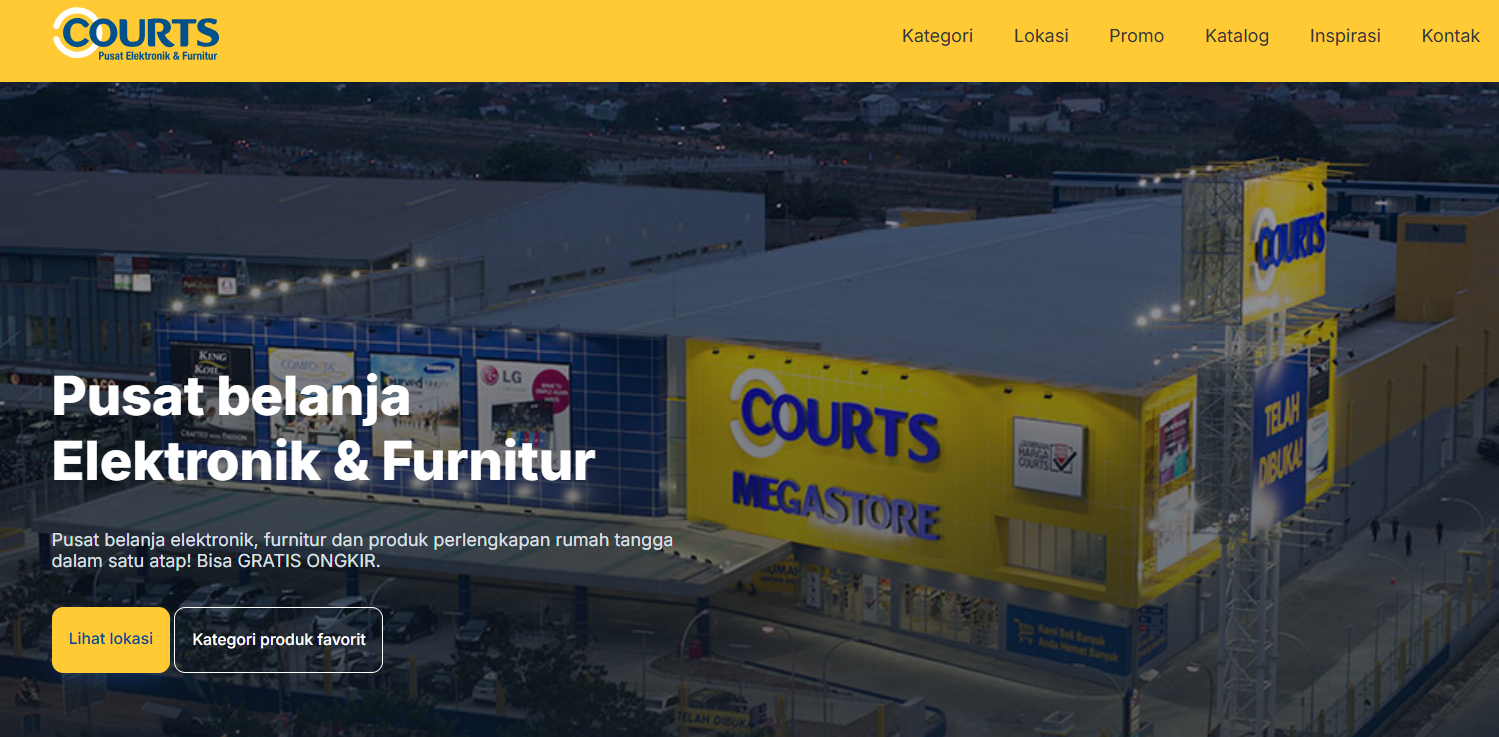 COURTS
Pusat Elektronik & Furnitur
Kategori
Lokasi
Promo
Katalog
Inspirasi
Kontak
COURTS
KING KOIL
COMFORTA
SAMSUNG
LG
Pusat belanja
Elektronik & Furnitur
COURTS
MEGASTORE
JAMINAN
HARGA
COURTS
TELAH
DIBUKA!
Pusat belanja elektronik, furnitur dan produk perlengkapan rumah tangga
dalam satu atap! Bisa GRATIS ONGKIR.
Lihat lokasi
Kategori produk favorit
Kami Beli Banyak
Anda Hemat Banyak
TELAH DIBUK